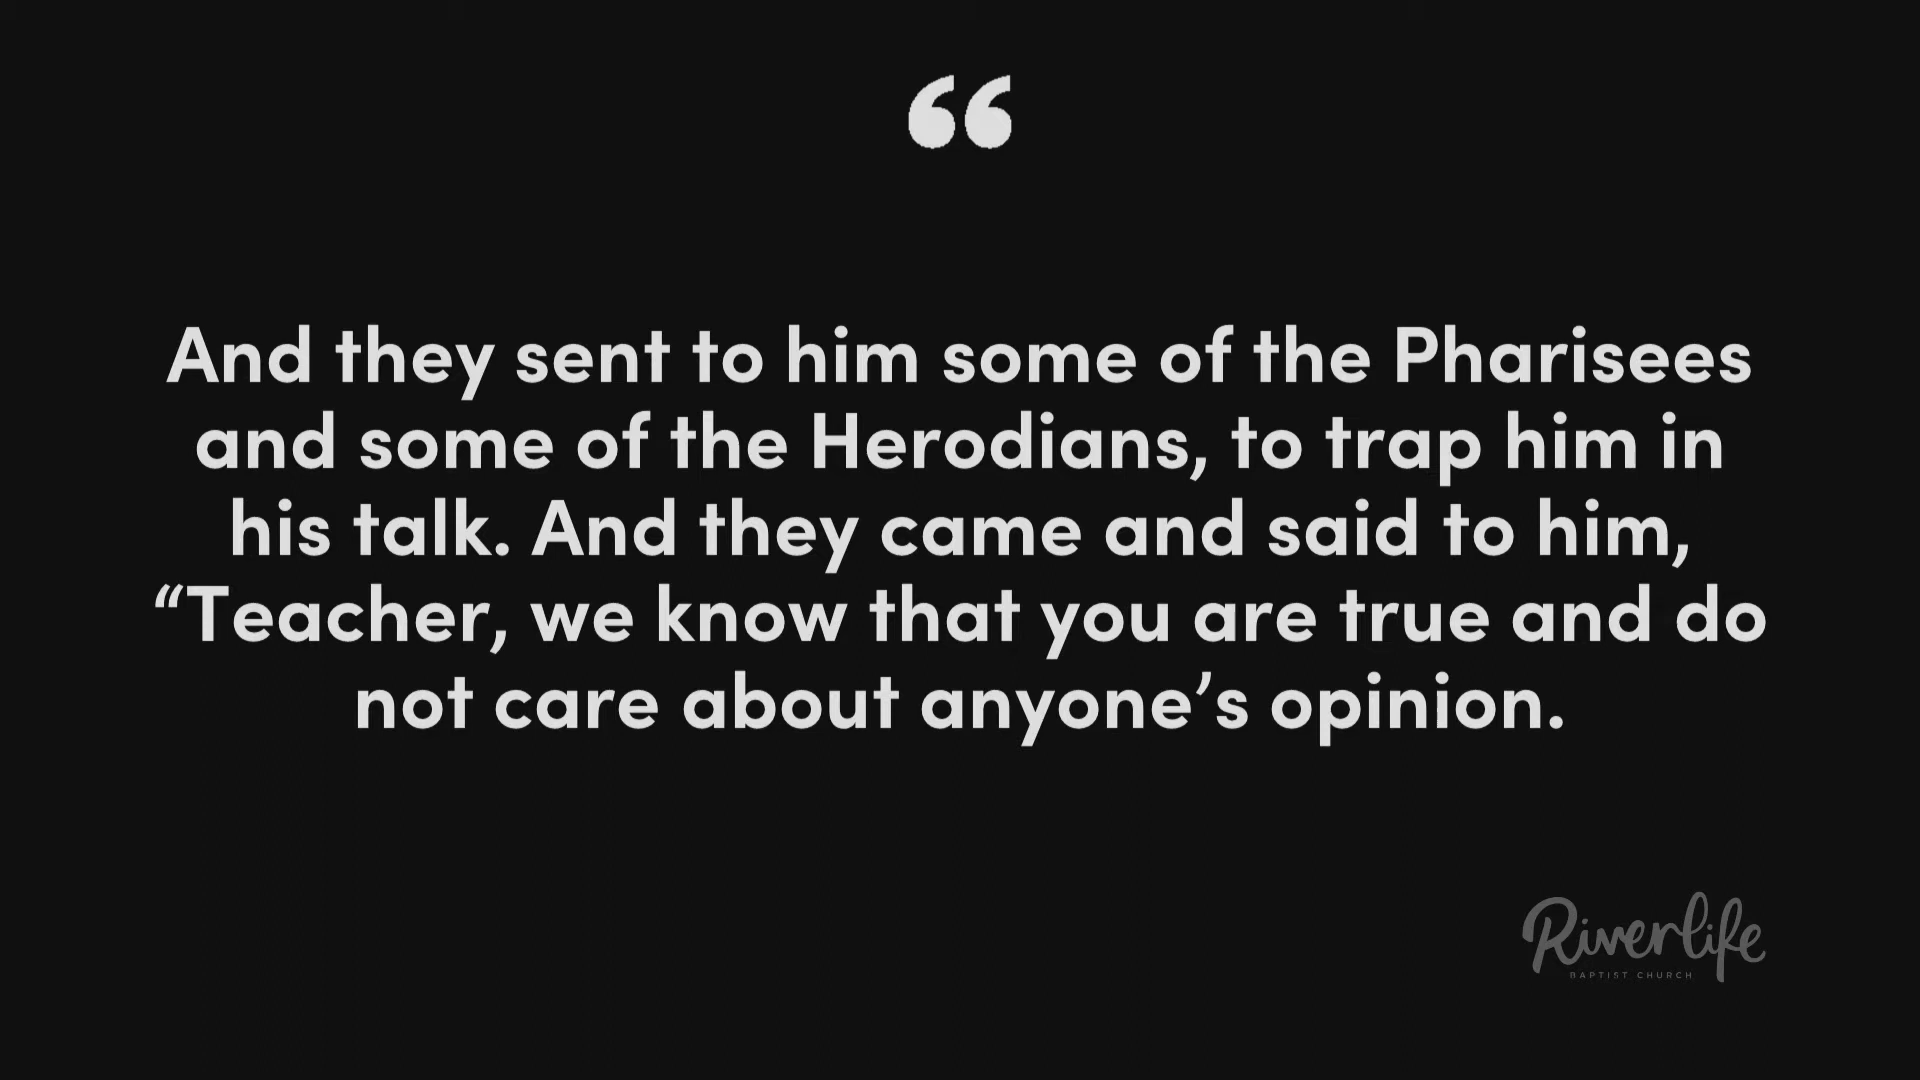 “
And they sent to him some of the Pharisees
and some of the Herodians, to trap him in
his talk. And they came and said to him,
“Teacher, we know that you are true and do
not care about anyone’s opinion.
Riverlife
BAPTIST CHURCH